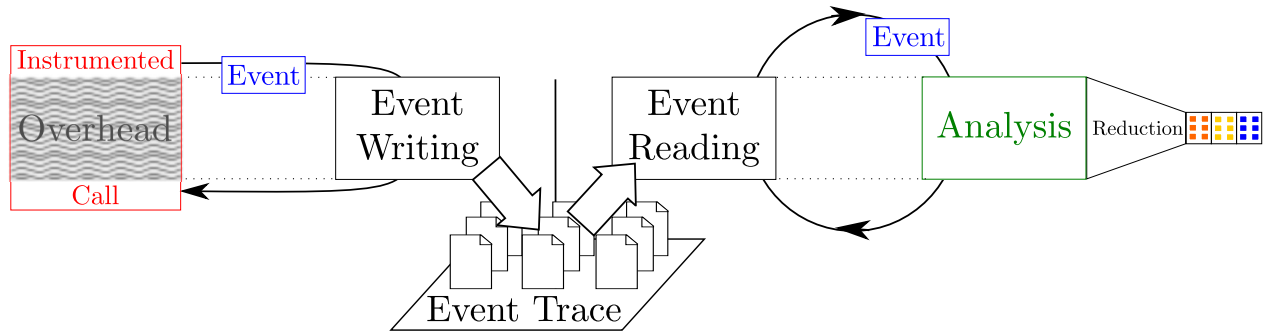 Instrumented
Overhead
Call
Event
Event
Writing
Event
Reading
Event
Analysis
Reduction
Event Trace